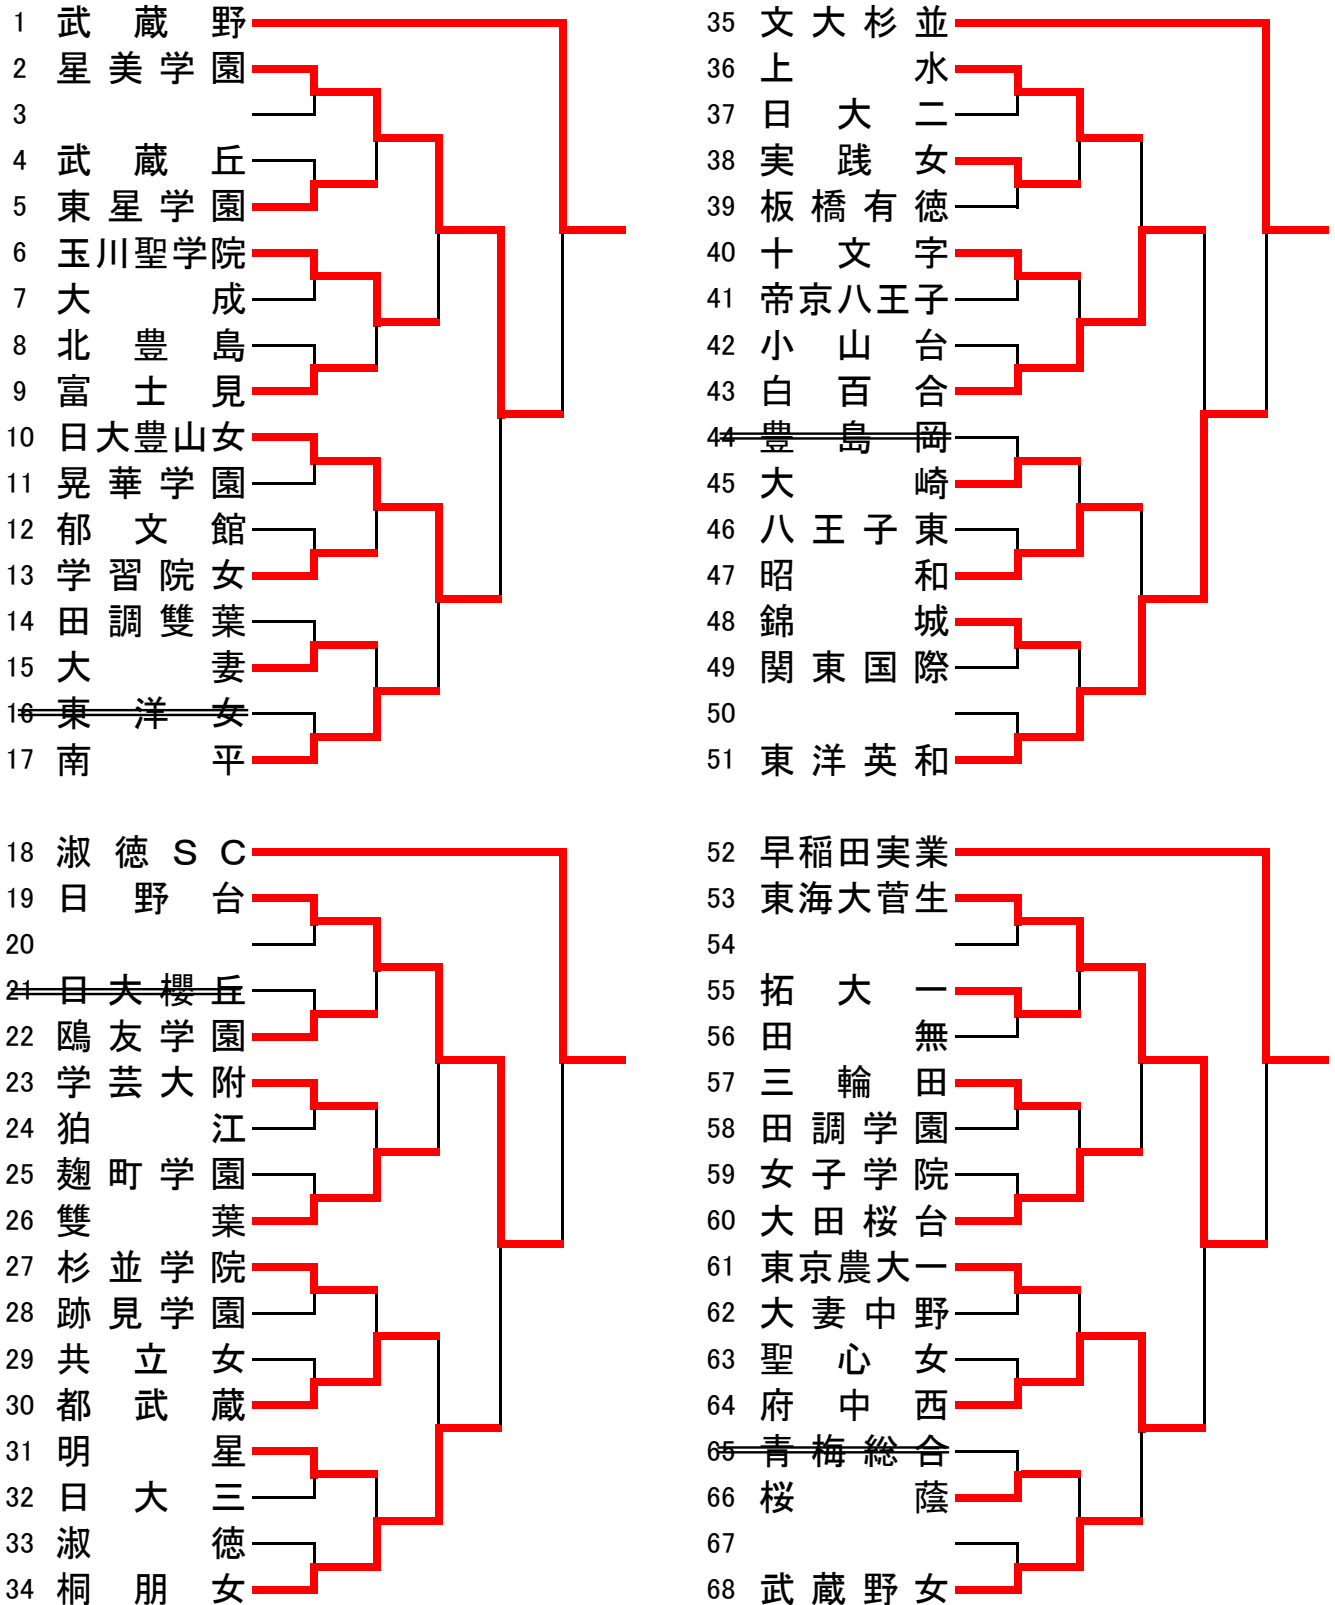 1 武蔵野
2 星美学園
3
4 武蔵丘
5 東星学園
6 玉川聖学院
7 大成
8 北豊島
9 富士見
10 日大豊山女
11 晃華学園
12 郁文館
13 学習院女
14 田調雙葉
15 大妻
16 東洋女
17 南平
18 淑徳ＳＣ
19 日野台
20
21 日大櫻丘
22 鴎友学園
23 学芸大附
24 狛江
25 麹町学園
26 雙葉
27 杉並学院
28 跡見学園
29 共立女
30 都武蔵
31 明星
32 日大三
33 淑徳
34 桐朋女
35 文大杉並
36 上水
37 日大二
38 実践女
39 板橋有徳
40 十文字
41 帝京八王子
42 小山台
43 白百合
44 豊島岡
45 大崎
46 八王子東
47 昭和
48 錦城
49 関東国際
50
51 東洋英和
52 早稲田実業
53 東海大菅生
54
55 拓大一
56 田無
57 三輪田
58 田調学園
59 女子学院
60 大田桜台
61 東京農大一
62 大妻中野
63 聖心女
64 府中西
65 青梅総合
66 桜蔭
67
68 武蔵野女